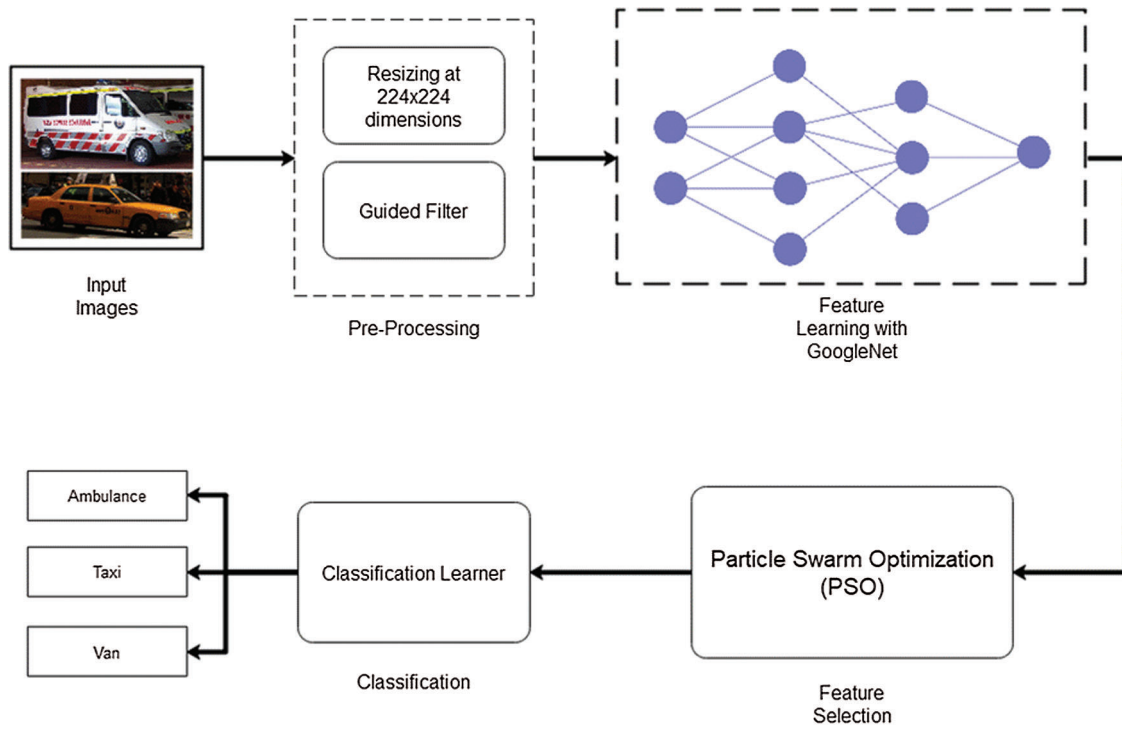 Resizing at
224x224
dimensions
Guided Filter
Input
Images
Pre-Processing
Feature
Learning with
GoogleNet
Ambulance
Taxi
Van
Classification Learner
Classification
Particle Swarm Optimization
(PSO)
Feature
Selection